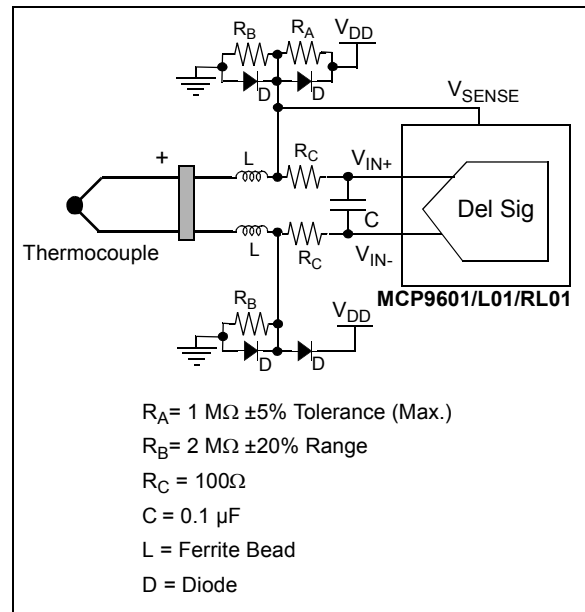 R_B R_A V_DD
D D
V_SENSE
+ L R_C V_IN+
Del Sig
C
Thermocouple L R_C V_IN-
MCP9601/L01/RL01
R_B V_DD
D D
R_A= 1 MΩ ±5% Tolerance (Max.)
R_B= 2 MΩ ±20% Range
R_C = 100Ω
C = 0.1 µF
L = Ferrite Bead
D = Diode